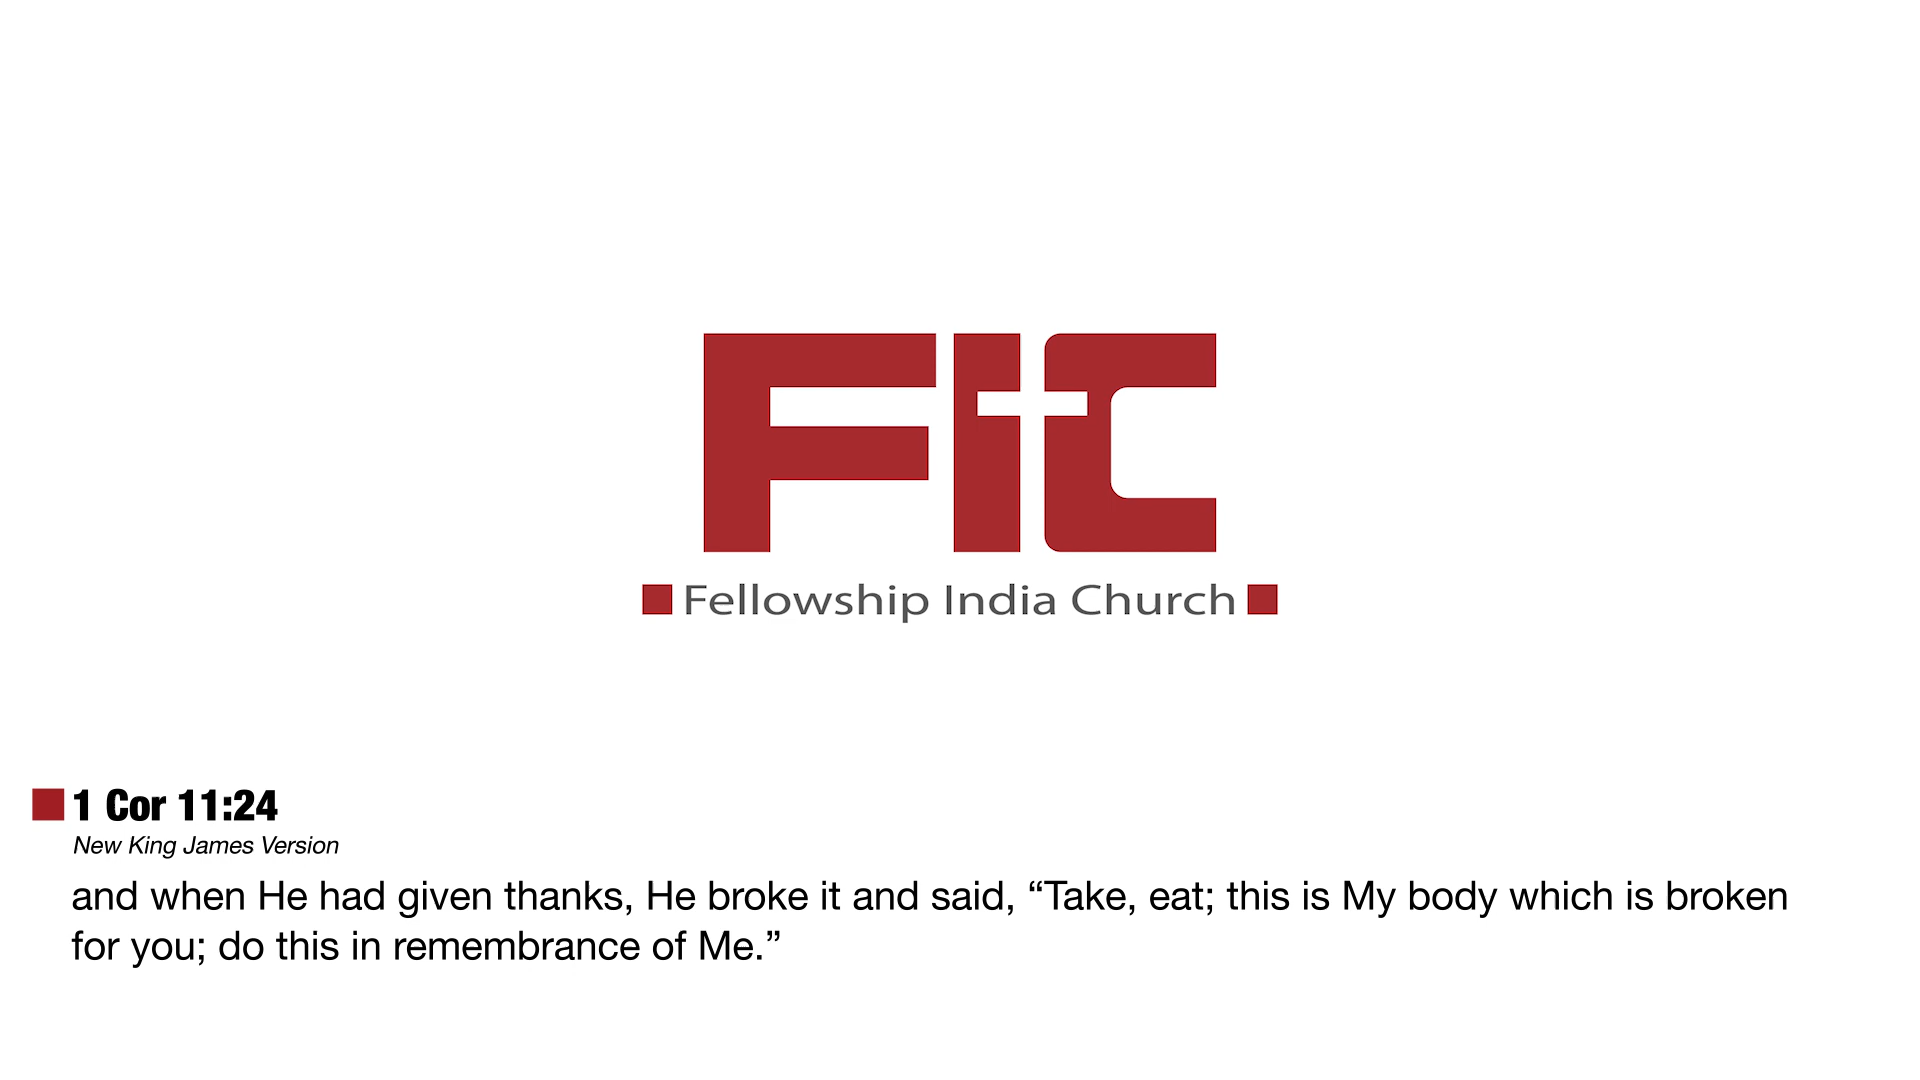 FIC
Fellowship India Church
1 Cor 11:24
New King James Version
and when He had given thanks, He broke it and said, “Take, eat; this is My body which is broken
for you; do this in remembrance of Me.”